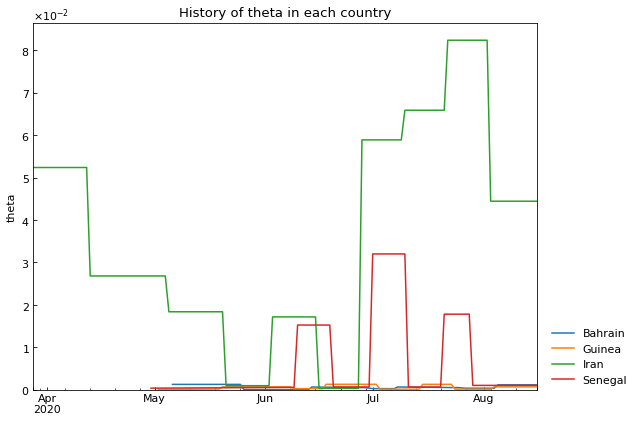 History of theta in each country
×10⁻²
8
7
6
5
4
3
2
1
0
theta
Apr
2020
May
Jun
Jul
Aug
Bahrain
Guinea
Iran
Senegal